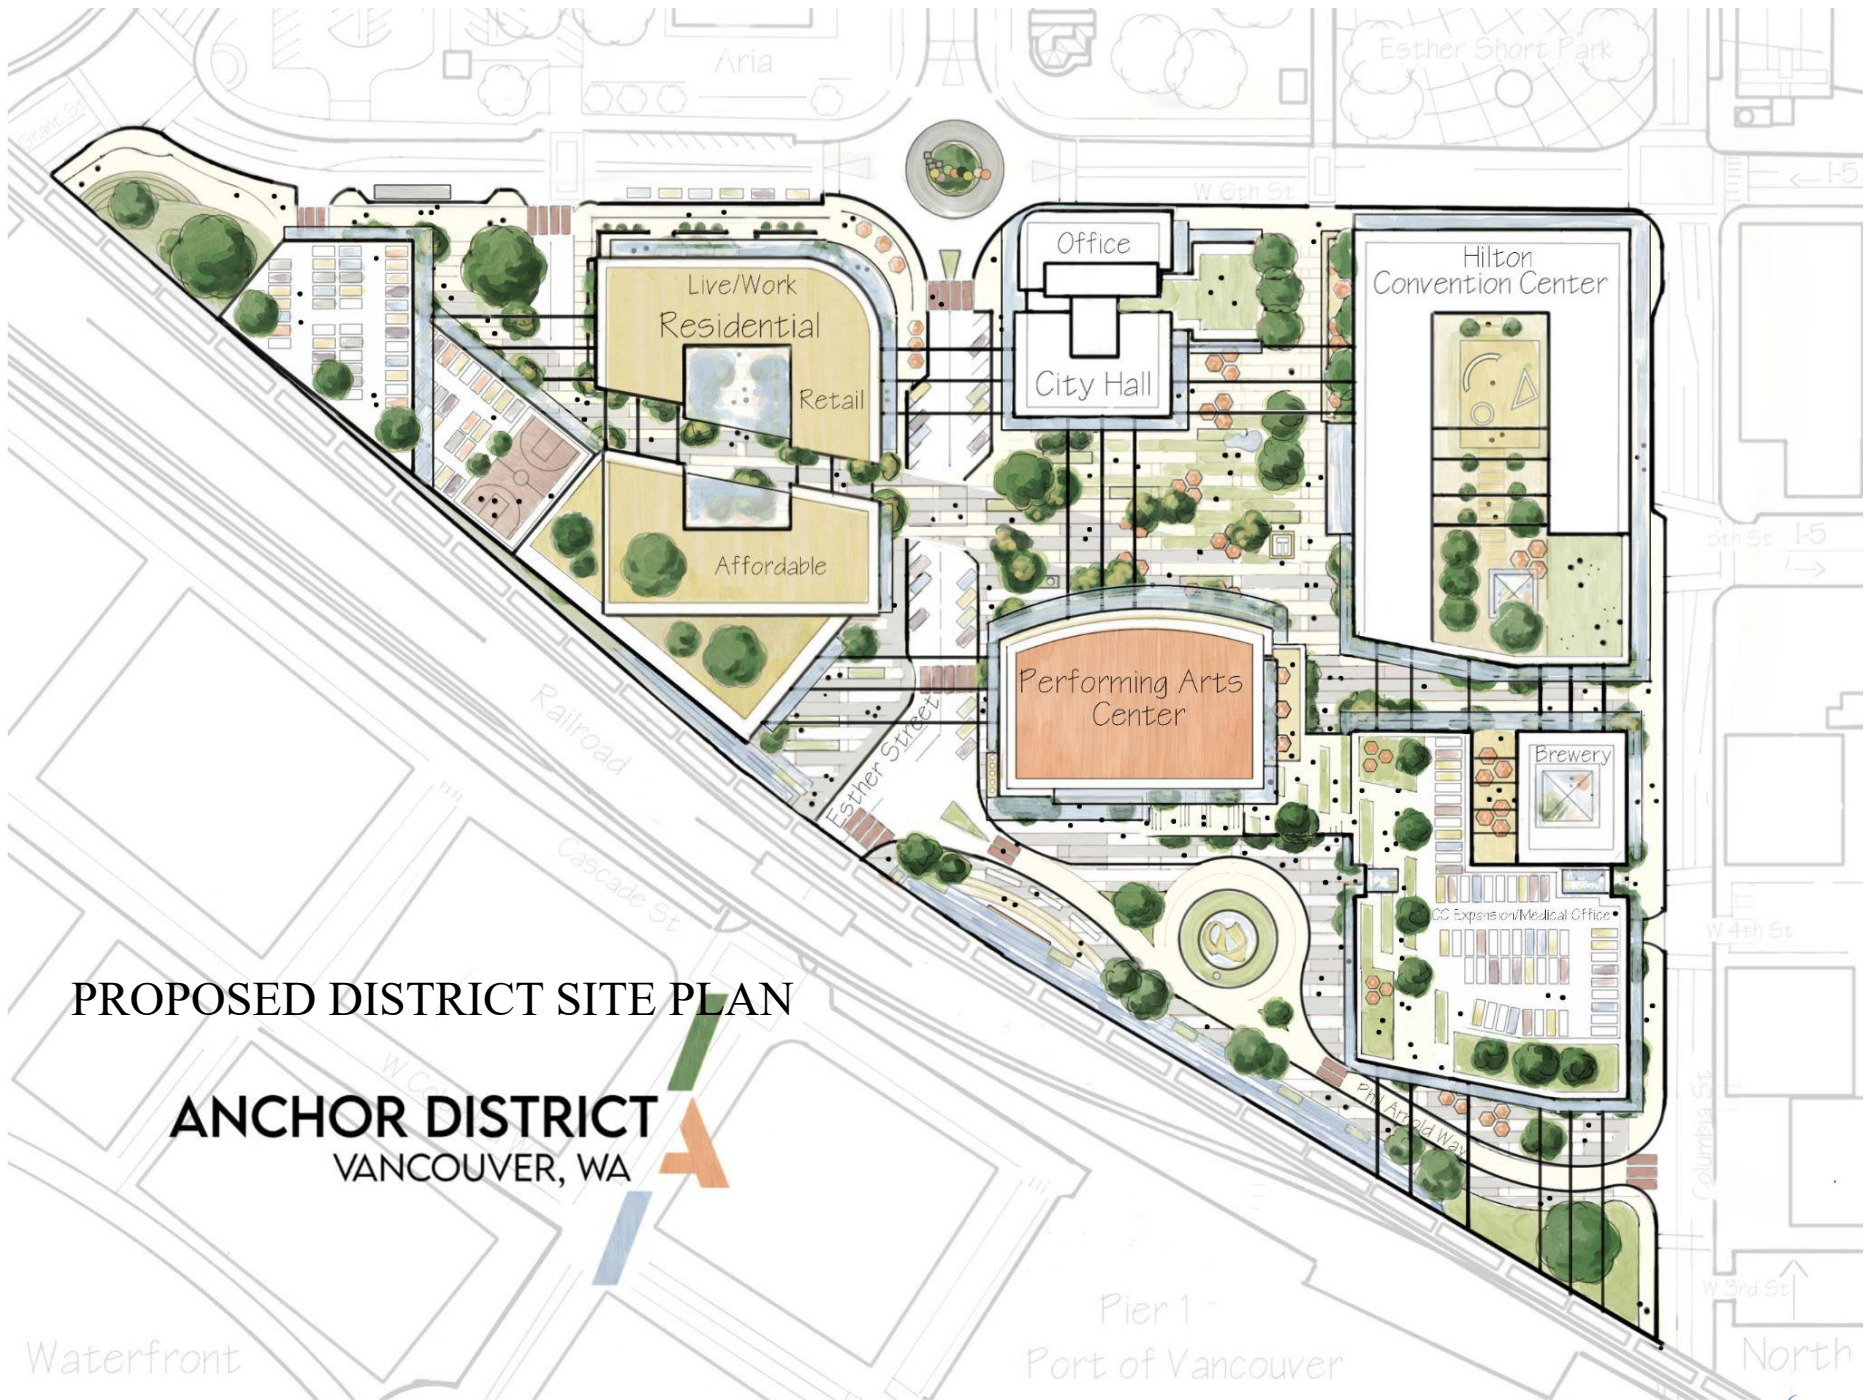 Aria
Esther Short Park
Grant St
W 6th St
I-5
Office
Hilton
Convention Center
Live/Work
Residential
Retail
City Hall
5th St
I-5
Affordable
Performing Arts
Center
Railroad
Esther Street
Brewery
Cascade St
CC Expansion/Medical Office
W 4th St
PROPOSED DISTRICT SITE PLAN
Phil Arnold Way
Columbia St
ANCHOR DISTRICT
VANCOUVER, WA
W 3rd St
Pier 1
Port of Vancouver
Waterfront
North